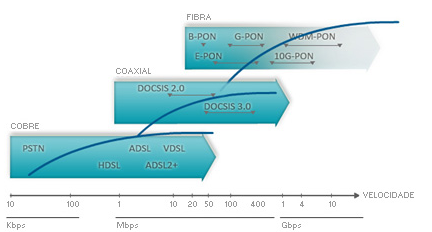 FIBRA
B-PON G-PON WDM-PON
E-PON 10G-PON
COAXIAL
DOCSIS 2.0
DOCSIS 3.0
COBRE
PSTN ADSL VDSL
HDSL ADSL2+
10 100 1 10 20 50 100 400 1 4 10 VELOCIDADE
Kbps Mbps Gbps